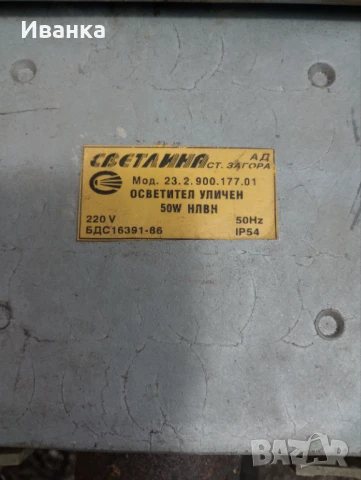 Иванка
СВЕТЛИНА АД
СТ. ЗАГОРА
Мод. 23.2.900.177.01
ОСВЕТИТЕЛ УЛИЧЕН
50W НЛВН
220 V 50Hz
БДС16391-86 IP54
BAZAR